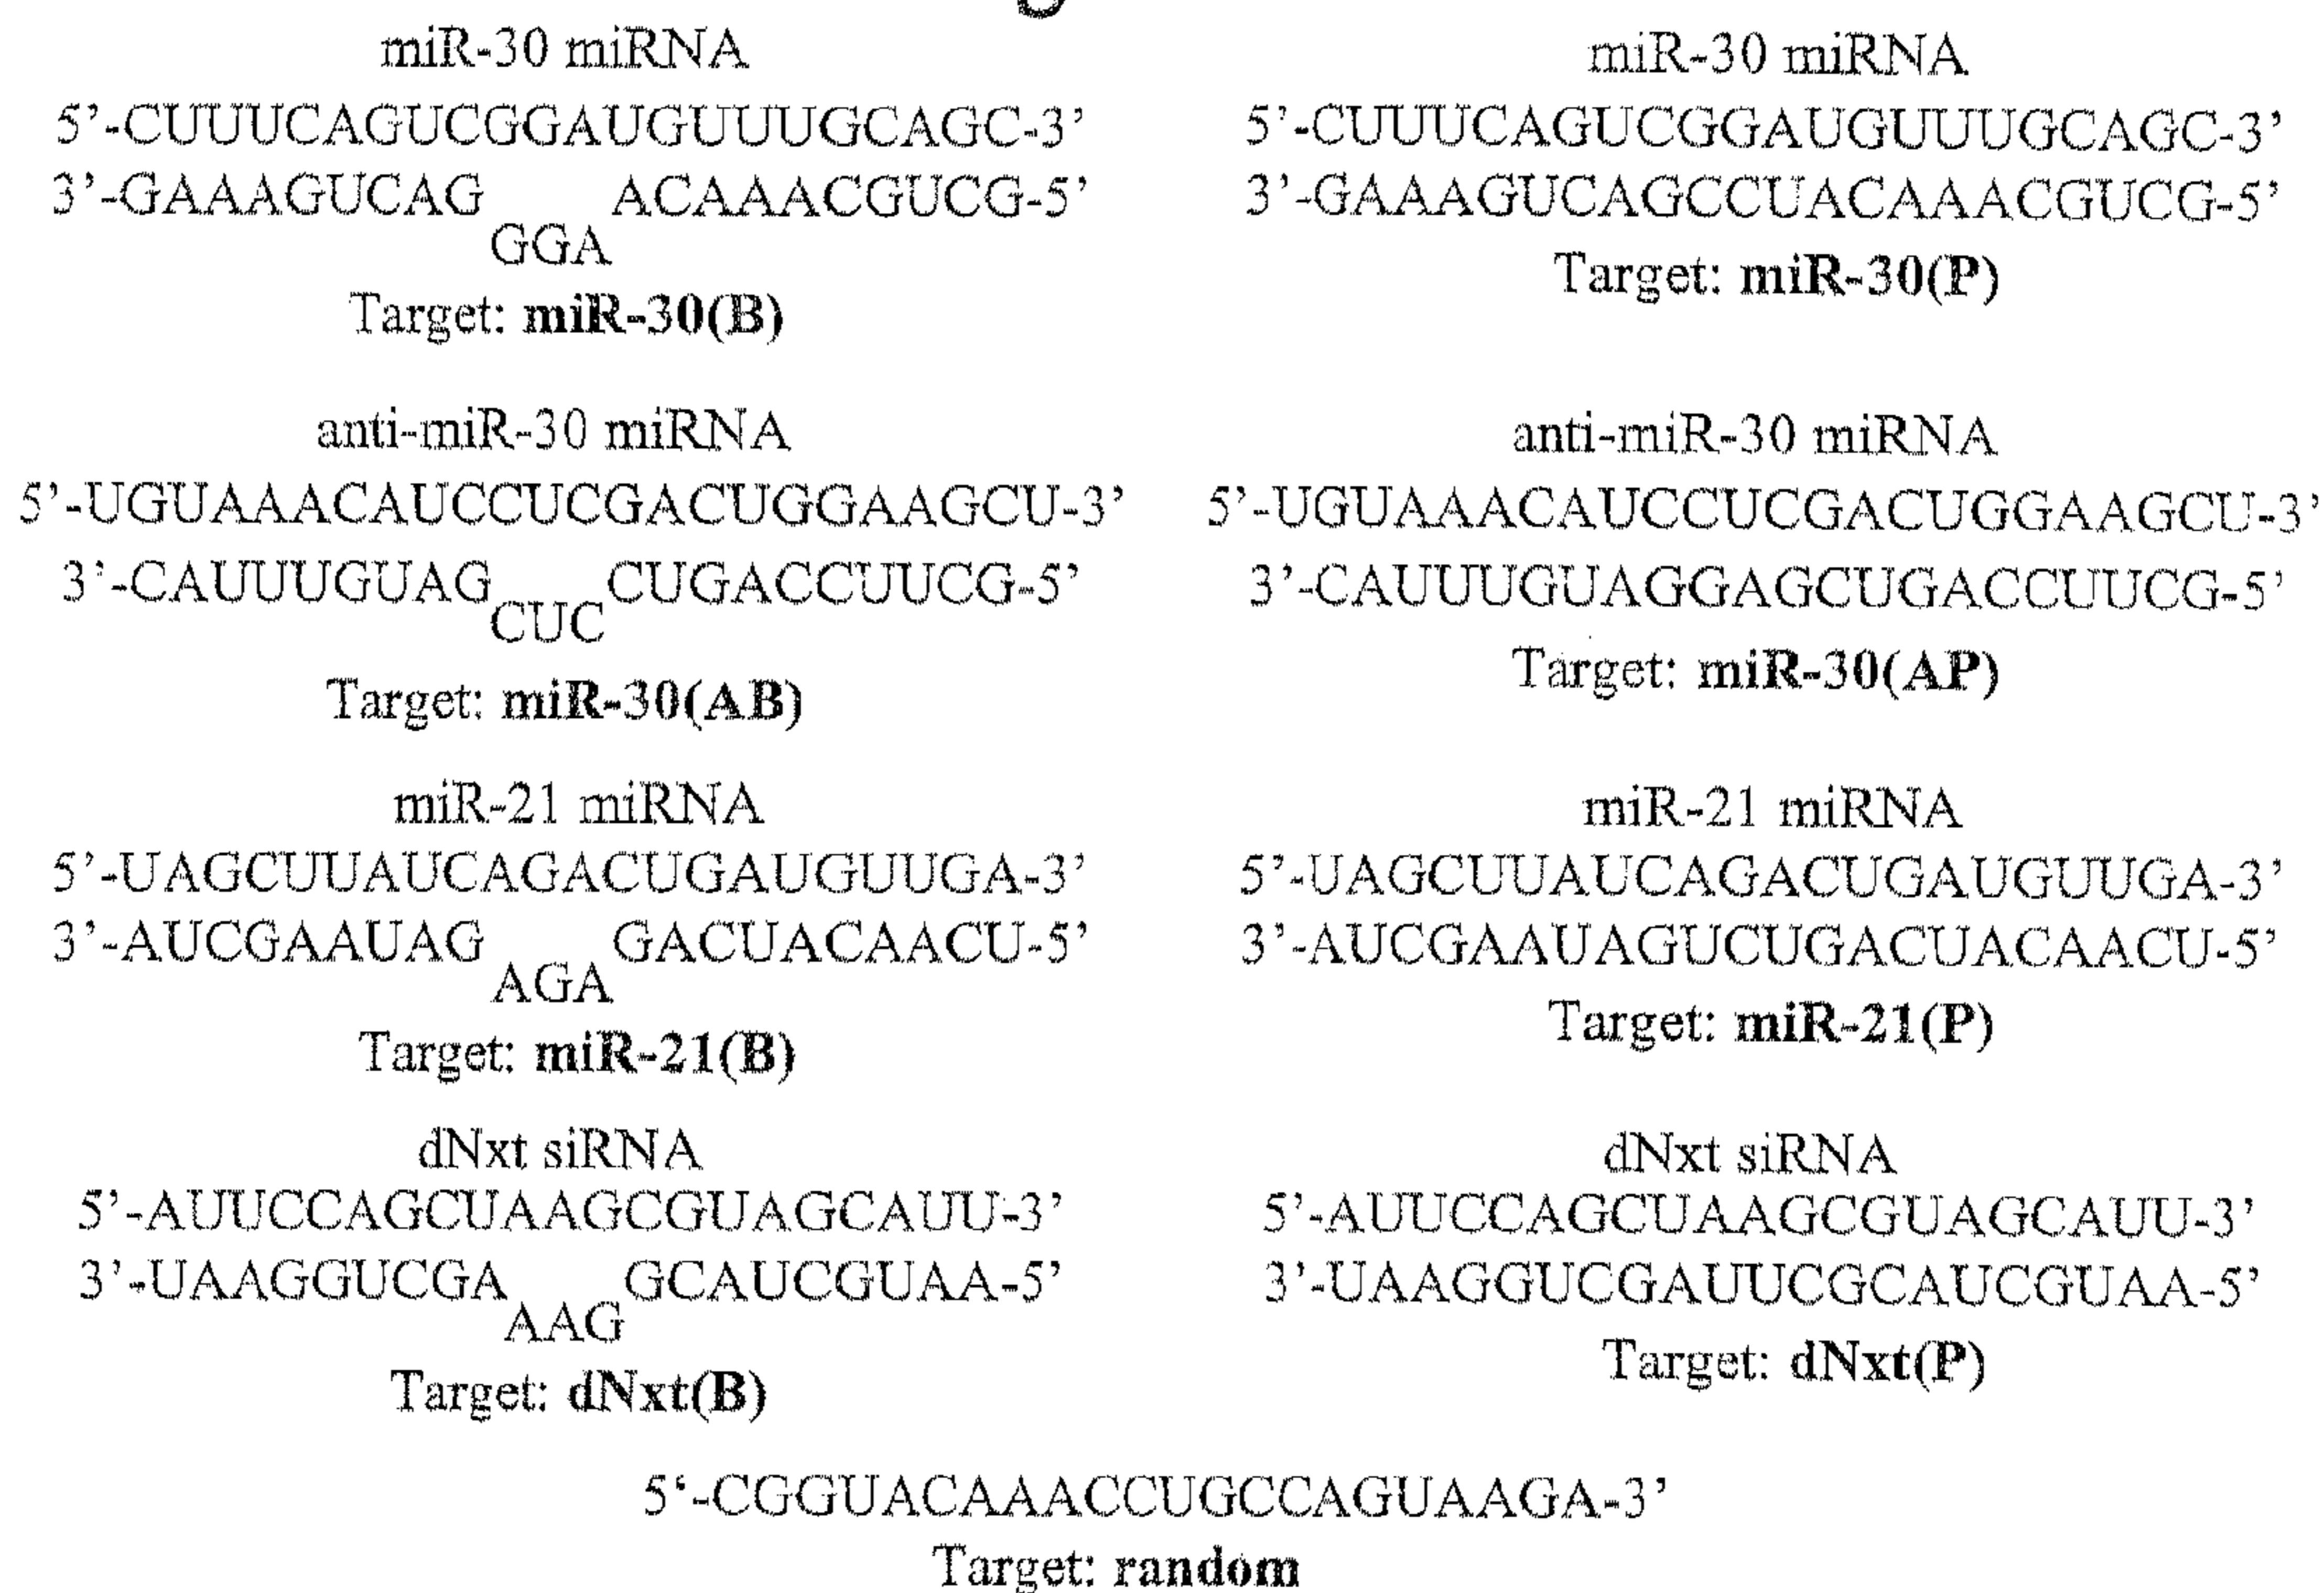 miR-30 miRNA
5'-CUUUCAGUCGGAUGUUUGCAGC-3'
3'-GAAAGUCAG GGA ACAAACGUCG-5'
Target: miR-30(B)
miR-30 miRNA
5'-CUUUCAGUCGGAUGUUUGCAGC-3'
3'-GAAAGUCAGCCUACAAACGUCG-5'
Target: miR-30(P)
anti-miR-30 miRNA
5'-UGUAAACAUCCUCGACUGGAAGCU-3'
3'-CAUUUGUAG CUC CUGACCUUCG-5'
Target: miR-30(AB)
anti-miR-30 miRNA
5'-UGUAAACAUCCUCGACUGGAAGCU-3'
3'-CAUUUGUAGGAGCUGACCUUCG-5'
Target: miR-30(AP)
miR-21 miRNA
5'-UAGCUUAUCAGACUGAUGUUGA-3'
3'-AUCGAAUAG AGA GACUACAACU-5'
Target: miR-21(B)
miR-21 miRNA
5'-UAGCUUAUCAGACUGAUGUUGA-3'
3'-AUCGAAUAGUCUGACUACAACU-5'
Target: miR-21(P)
dNxt siRNA
5'-AUUCCAGCUAAGCGUAGCAUU-3'
3'-UAAGGUCGA AAG GCAUCGUAA-5'
Target: dNxt(B)
dNxt siRNA
5'-AUUCCAGCUAAGCGUAGCAUU-3'
3'-UAAGGUCGAUUCGCAUCGUAA-5'
Target: dNxt(P)
5‘-CGGUACAAACCUGCCAGUAAGA-3'
Target: random